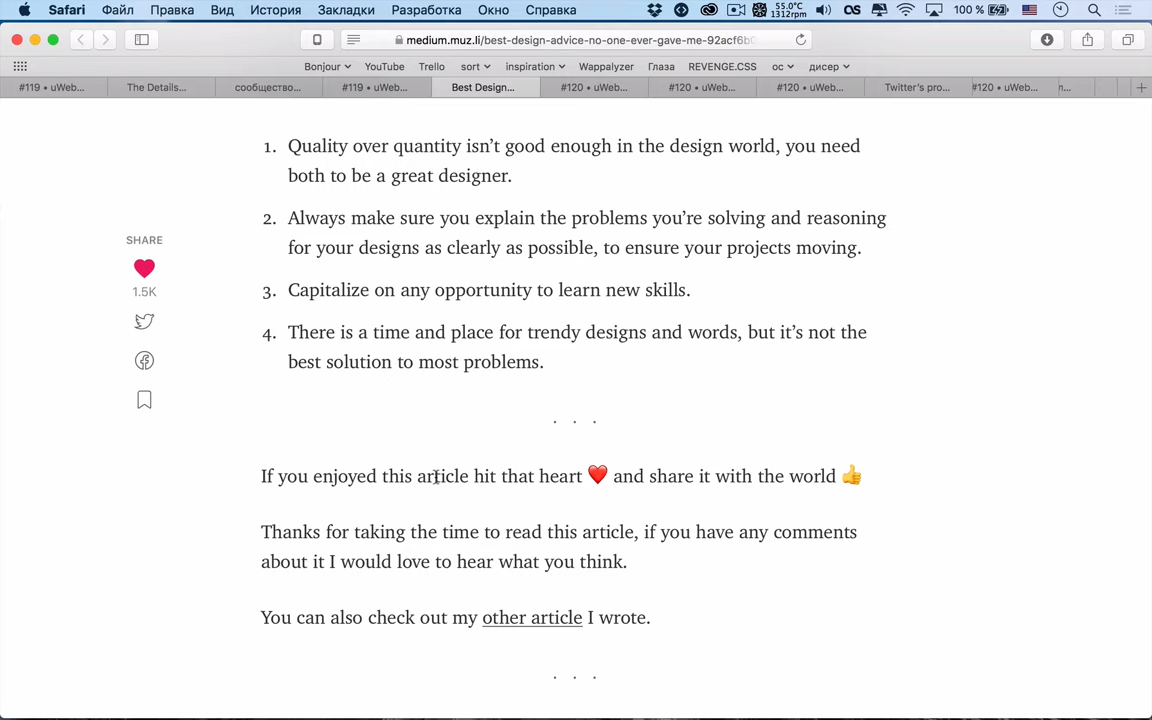 Safari Файл Правка Вид История Закладки Разработка Окно Справка 55.0°C 1312rpm 100 %
medium.muz.li/best-design-advice-no-one-ever-gave-me-92acf6b
Bonjour YouTube Trello sort inspiration Wappalyzer Глаза REVENGE.CSS ос дисер
#119 • uWeb... The Details... сообщество... #119 • uWeb... Best Design... #120 • uWeb... #120 • uWeb... #120 • uWeb... Twitter's pro... #120 • uWeb...
1. Quality over quantity isn't good enough in the design world, you need
both to be a great designer.
2. Always make sure you explain the problems you're solving and reasoning
for your designs as clearly as possible, to ensure your projects moving.
SHARE
1.5K
3. Capitalize on any opportunity to learn new skills.
4. There is a time and place for trendy designs and words, but it's not the
best solution to most problems.
. . .
If you enjoyed this article hit that heart ❤️ and share it with the world 👍
Thanks for taking the time to read this article, if you have any comments
about it I would love to hear what you think.
You can also check out my other article I wrote.
. . .